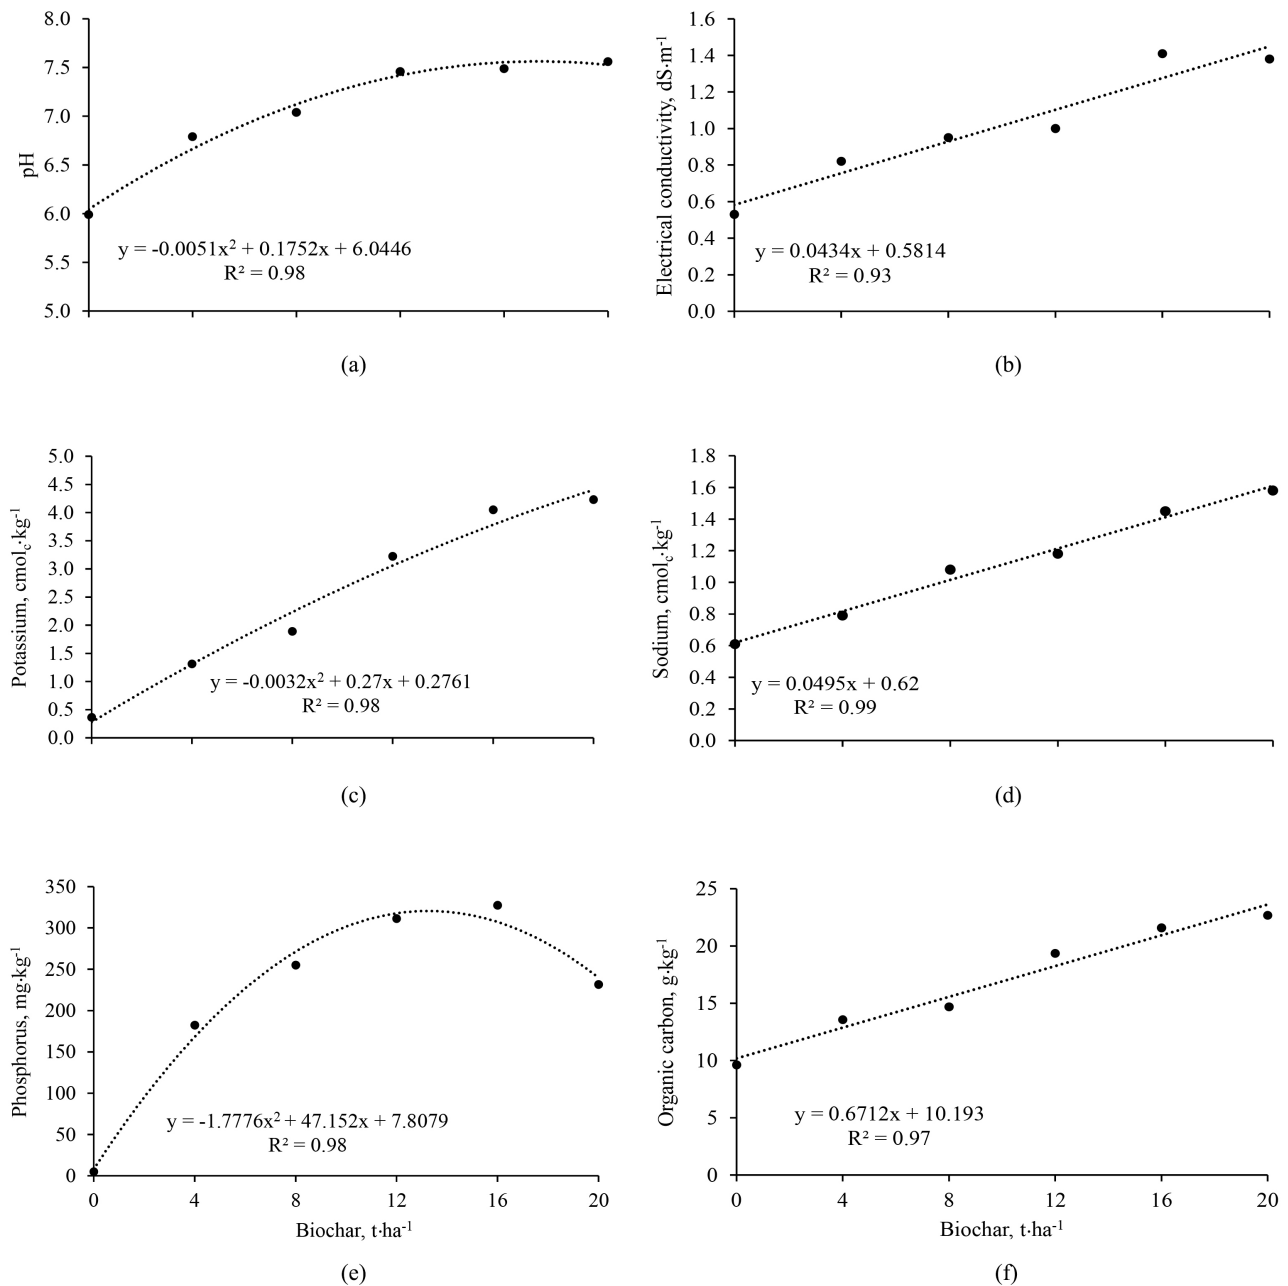 8.0
7.5
7.0
6.5
6.0
5.5
5.0
pH
y = -0.0051x² + 0.1752x + 6.0446
R² = 0.98
(a)
1.6
1.4
1.2
1.0
0.8
0.6
0.4
0.2
0.0
Electrical conductivity, dS·m⁻¹
y = 0.0434x + 0.5814
R² = 0.93
(b)
5.0
4.5
4.0
3.5
3.0
2.5
2.0
1.5
1.0
0.5
0.0
Potassium, cmol_c·kg⁻¹
y = -0.0032x² + 0.27x + 0.2761
R² = 0.98
(c)
1.8
1.6
1.4
1.2
1.0
0.8
0.6
0.4
0.2
0.0
Sodium, cmol_c·kg⁻¹
y = 0.0495x + 0.62
R² = 0.99
(d)
350
300
250
200
150
100
50
0
Phosphorus, mg·kg⁻¹
y = -1.7776x² + 47.152x + 7.8079
R² = 0.98
0 4 8 12 16 20
Biochar, t·ha⁻¹
(e)
25
20
15
10
5
0
Organic carbon, g·kg⁻¹
y = 0.6712x + 10.193
R² = 0.97
0 4 8 12 16 20
Biochar, t·ha⁻¹
(f)